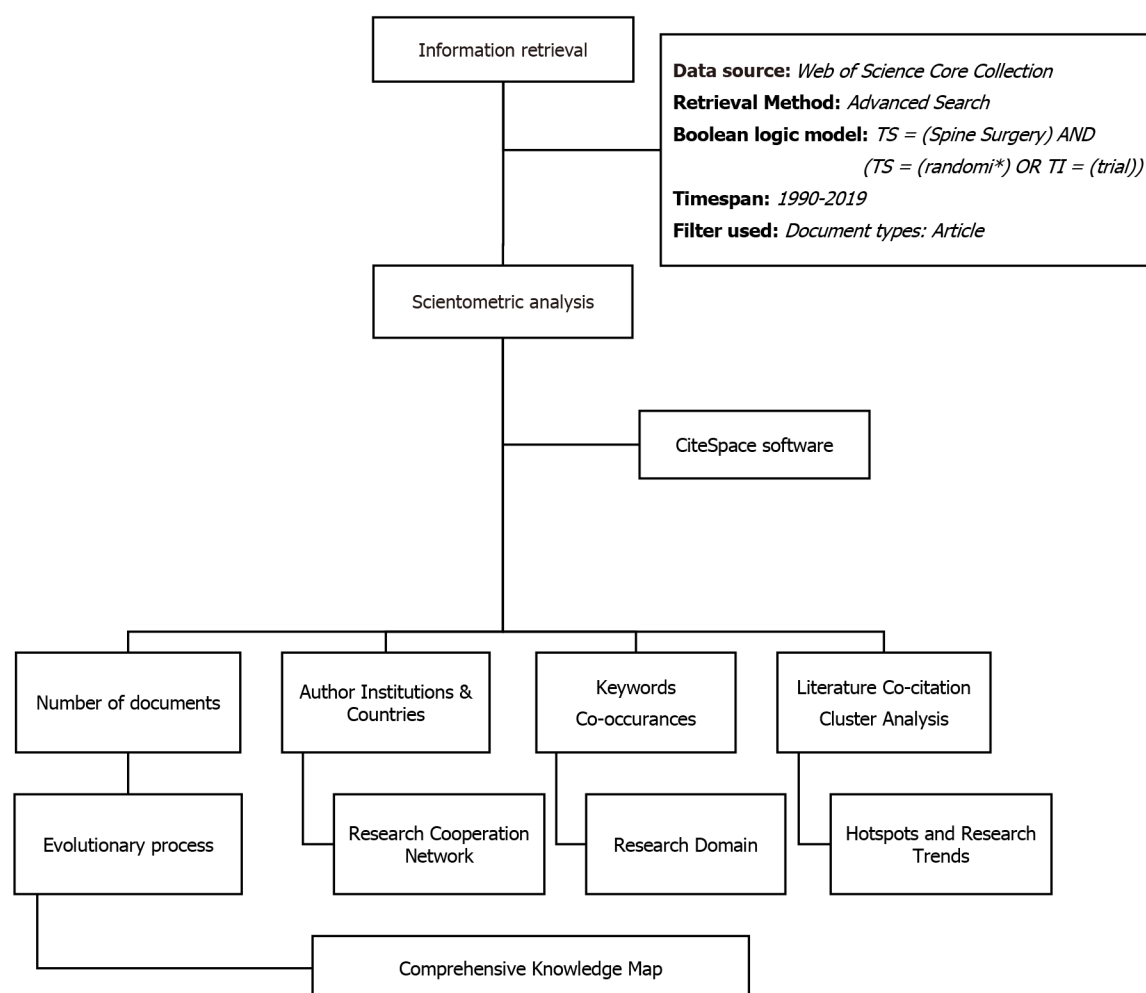 Information retrieval
Data source: Web of Science Core Collection
Retrieval Method: Advanced Search
Boolean logic model: TS = (Spine Surgery) AND
(TS = (randomi*) OR TI = (trial))
Timespan: 1990-2019
Filter used: Document types: Article
Scientometric analysis
CiteSpace software
Number of documents
Author Institutions &
Countries
Keywords
Co-occurances
Literature Co-citation
Cluster Analysis
Evolutionary process
Research Cooperation
Network
Research Domain
Hotspots and Research
Trends
Comprehensive Knowledge Map